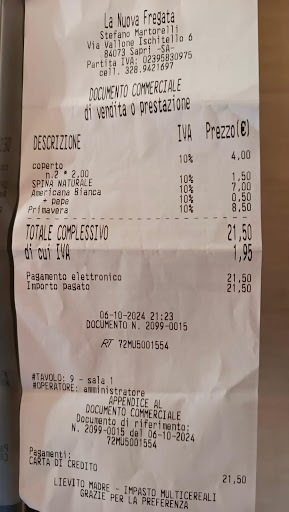 La Nuova Fregata
Stefano Martorelli
Via Vallone Ischitello 6
84073 Sapri -SA-
Partita IVA: 02395830975
cell. 328.9421697
DOCUMENTO COMMERCIALE
di vendita o prestazione
DESCRIZIONE IVA Prezzo(€)
coperto 10% 4,00
n.2 * 2,00
SPINA NATURALE 10% 1,50
Americana Bianca 10% 7,00
+ pepe 10% 0,50
Primavera 10% 8,50
TOTALE COMPLESSIVO 21,50
di cui IVA 1,95
Pagamento elettronico 21,50
Importo pagato 21,50
06-10-2024 21:23
DOCUMENTO N. 2099-0015
RT 72MU5001554
#TAVOLO: 9 - sala 1
#OPERATORE: amministratore
APPENDICE AL
DOCUMENTO COMMERCIALE
Documento di riferimento:
N. 2099-0015 del 06-10-2024
72MU5001554
Pagamenti:
CARTA DI CREDITO 21,50
LIEVITO MADRE - IMPASTO MULTICEREALI
GRAZIE PER LA PREFERENZA